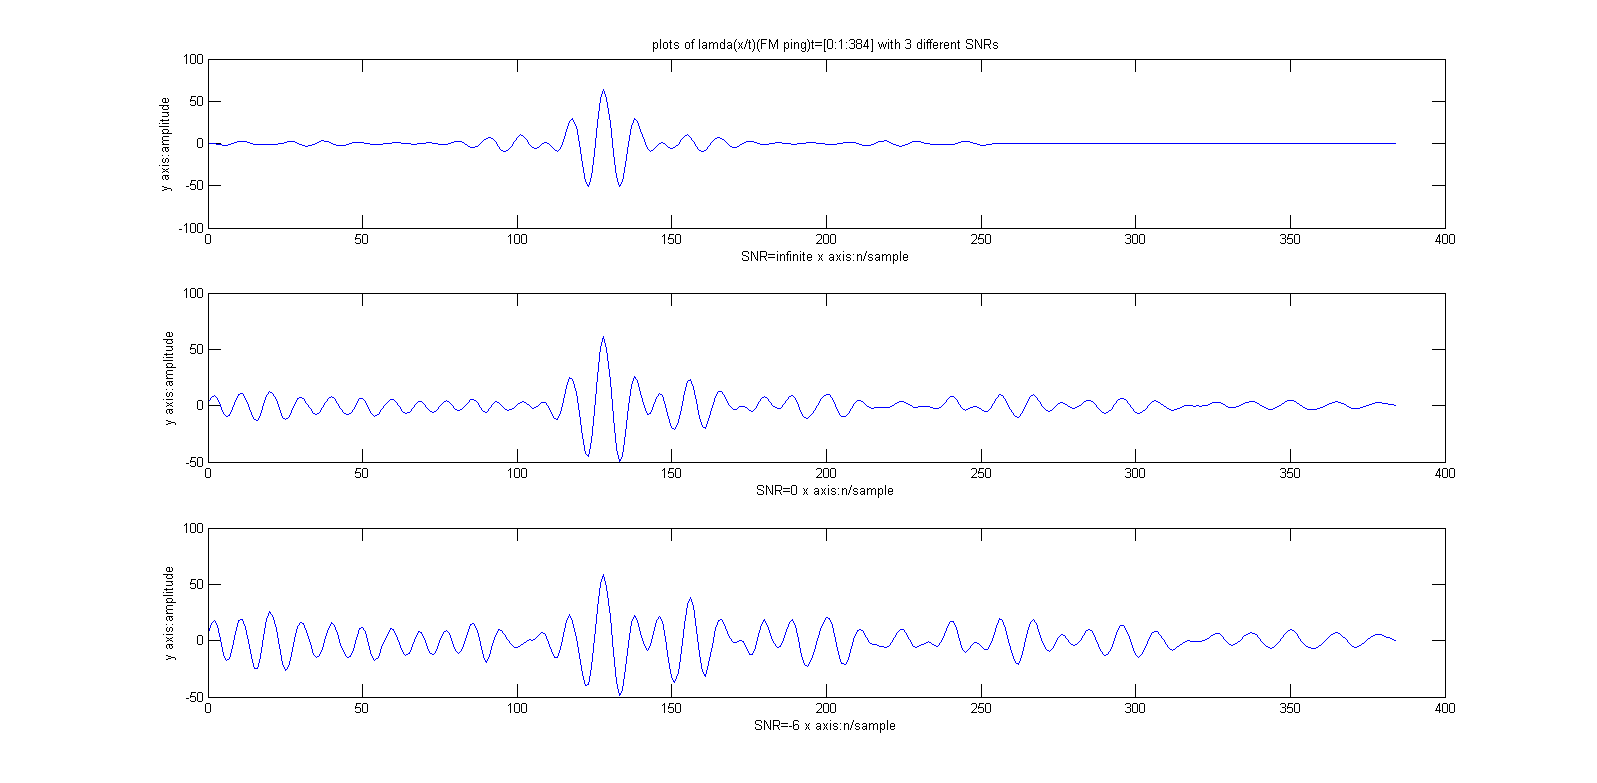 plots of lamda(x/t)(FM ping)t=[0:1:384] with 3 different SNRs
y axis:amplitude
100
50
0
-50
-100
0 50 100 150 200 250 300 350 400
SNR=infinite x axis:n/sample
y axis:amplitude
100
50
0
-50
0 50 100 150 200 250 300 350 400
SNR=0 x axis:n/sample
y axis:amplitude
100
50
0
-50
0 50 100 150 200 250 300 350 400
SNR=-6 x axis:n/sample